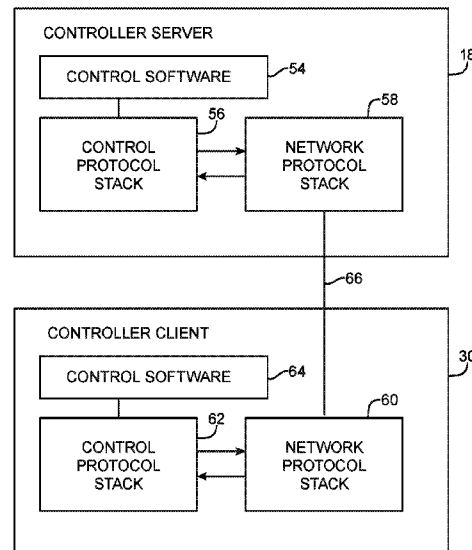 CONTROLLER SERVER
18
CONTROL SOFTWARE
54
56
58
CONTROL
PROTOCOL
STACK
NETWORK
PROTOCOL
STACK
66
CONTROLLER CLIENT
30
CONTROL SOFTWARE
64
62
60
CONTROL
PROTOCOL
STACK
NETWORK
PROTOCOL
STACK